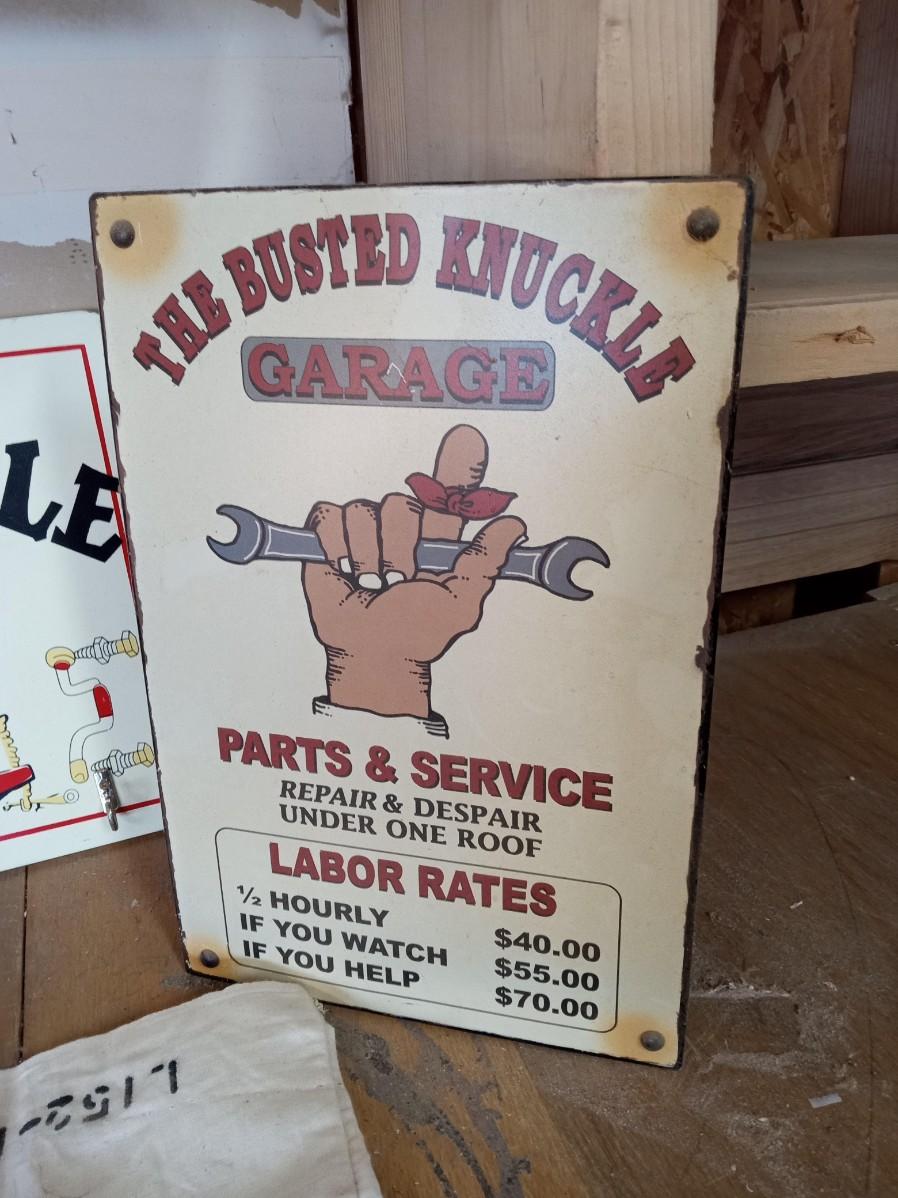 THE BUSTED KNUCKLE
GARAGE
PARTS & SERVICE
REPAIR & DESPAIR
UNDER ONE ROOF
LABOR RATES
½ HOURLY $40.00
IF YOU WATCH $55.00
IF YOU HELP $70.00
LE